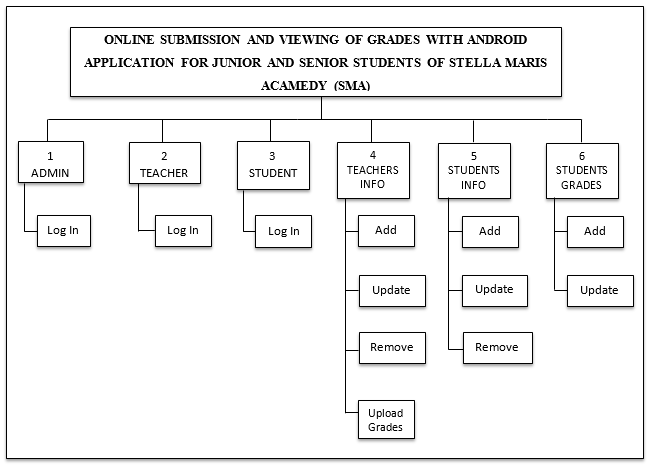 ONLINE SUBMISSION AND VIEWING OF GRADES WITH ANDROID
APPLICATION FOR JUNIOR AND SENIOR STUDENTS OF STELLA MARIS
ACAMEDY (SMA)
1
ADMIN
Log In
2
TEACHER
Log In
3
STUDENT
Log In
4
TEACHERS
INFO
Add
Update
Remove
Upload
Grades
5
STUDENTS
INFO
Add
Update
Remove
6
STUDENTS
GRADES
Add
Update